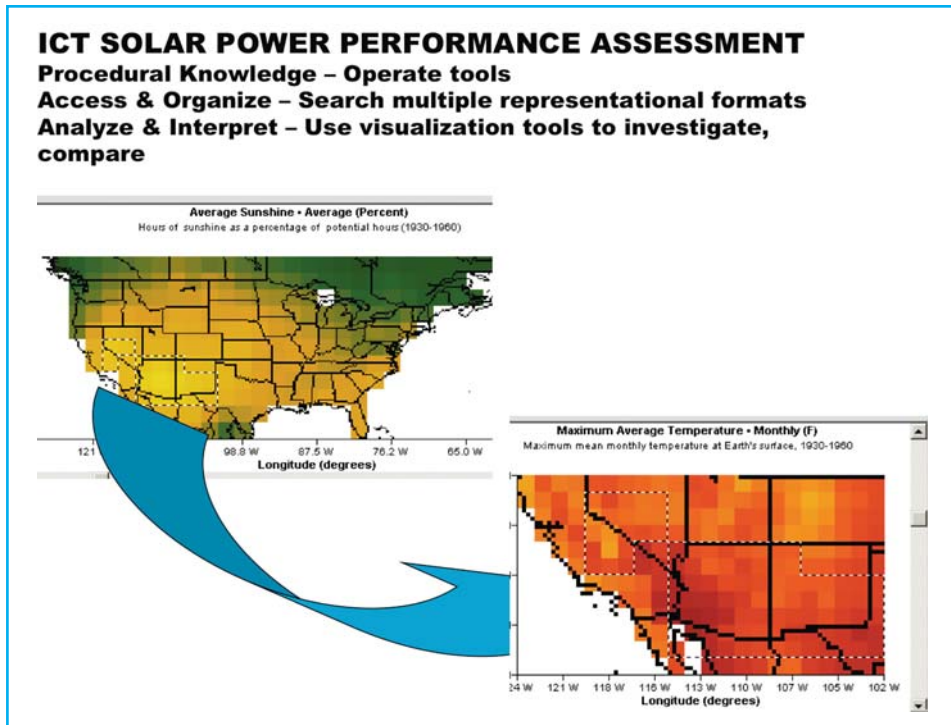 ICT SOLAR POWER PERFORMANCE ASSESSMENT
Procedural Knowledge – Operate tools
Access & Organize – Search multiple representational formats
Analyze & Interpret – Use visualization tools to investigate,
compare
Average Sunshine • Average (Percent)
Hours of sunshine as a percentage of potential hours (1930-1960)
121 98.8 W 87.5 W 76.2 W 65.0 W
Longitude (degrees)
Maximum Average Temperature • Monthly (F)
Maximum mean monthly temperature at Earth's surface, 1930-1960
24 W 121 W 118 W 115 W 113 W 110 W 107 W 105 W 102 W
Longitude (degrees)